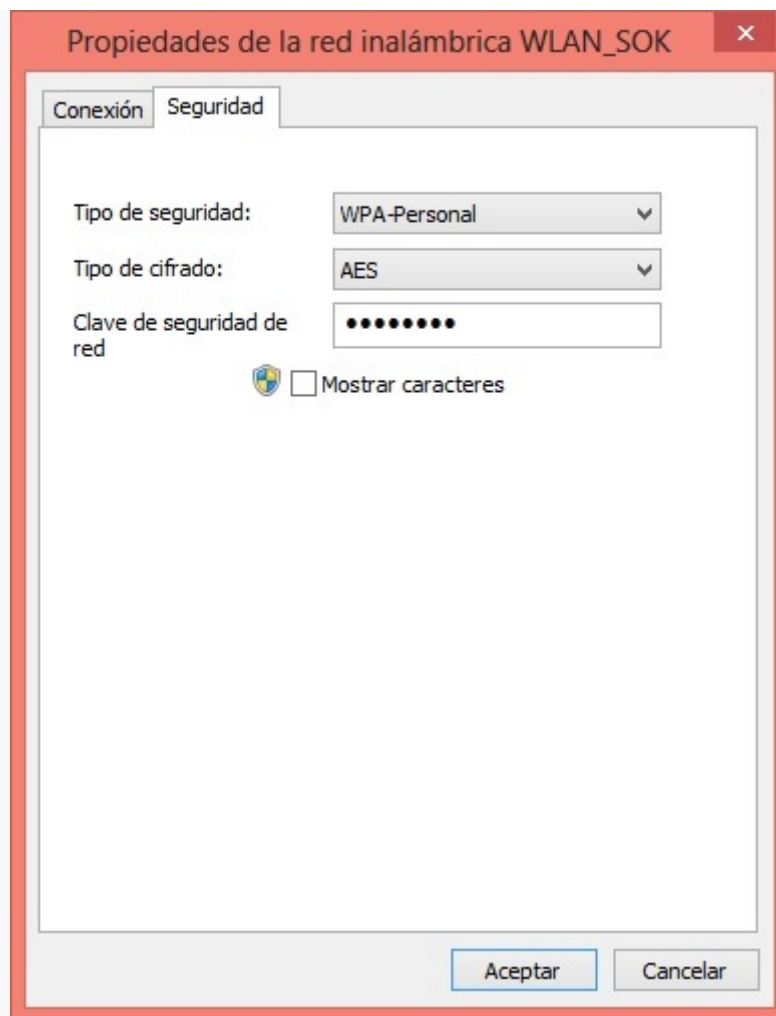 Propiedades de la red inalámbrica WLAN_SOK
Conexión
Seguridad
Tipo de seguridad:
WPA-Personal
Tipo de cifrado:
AES
Clave de seguridad de
red
••••••••
Mostrar caracteres
Aceptar
Cancelar